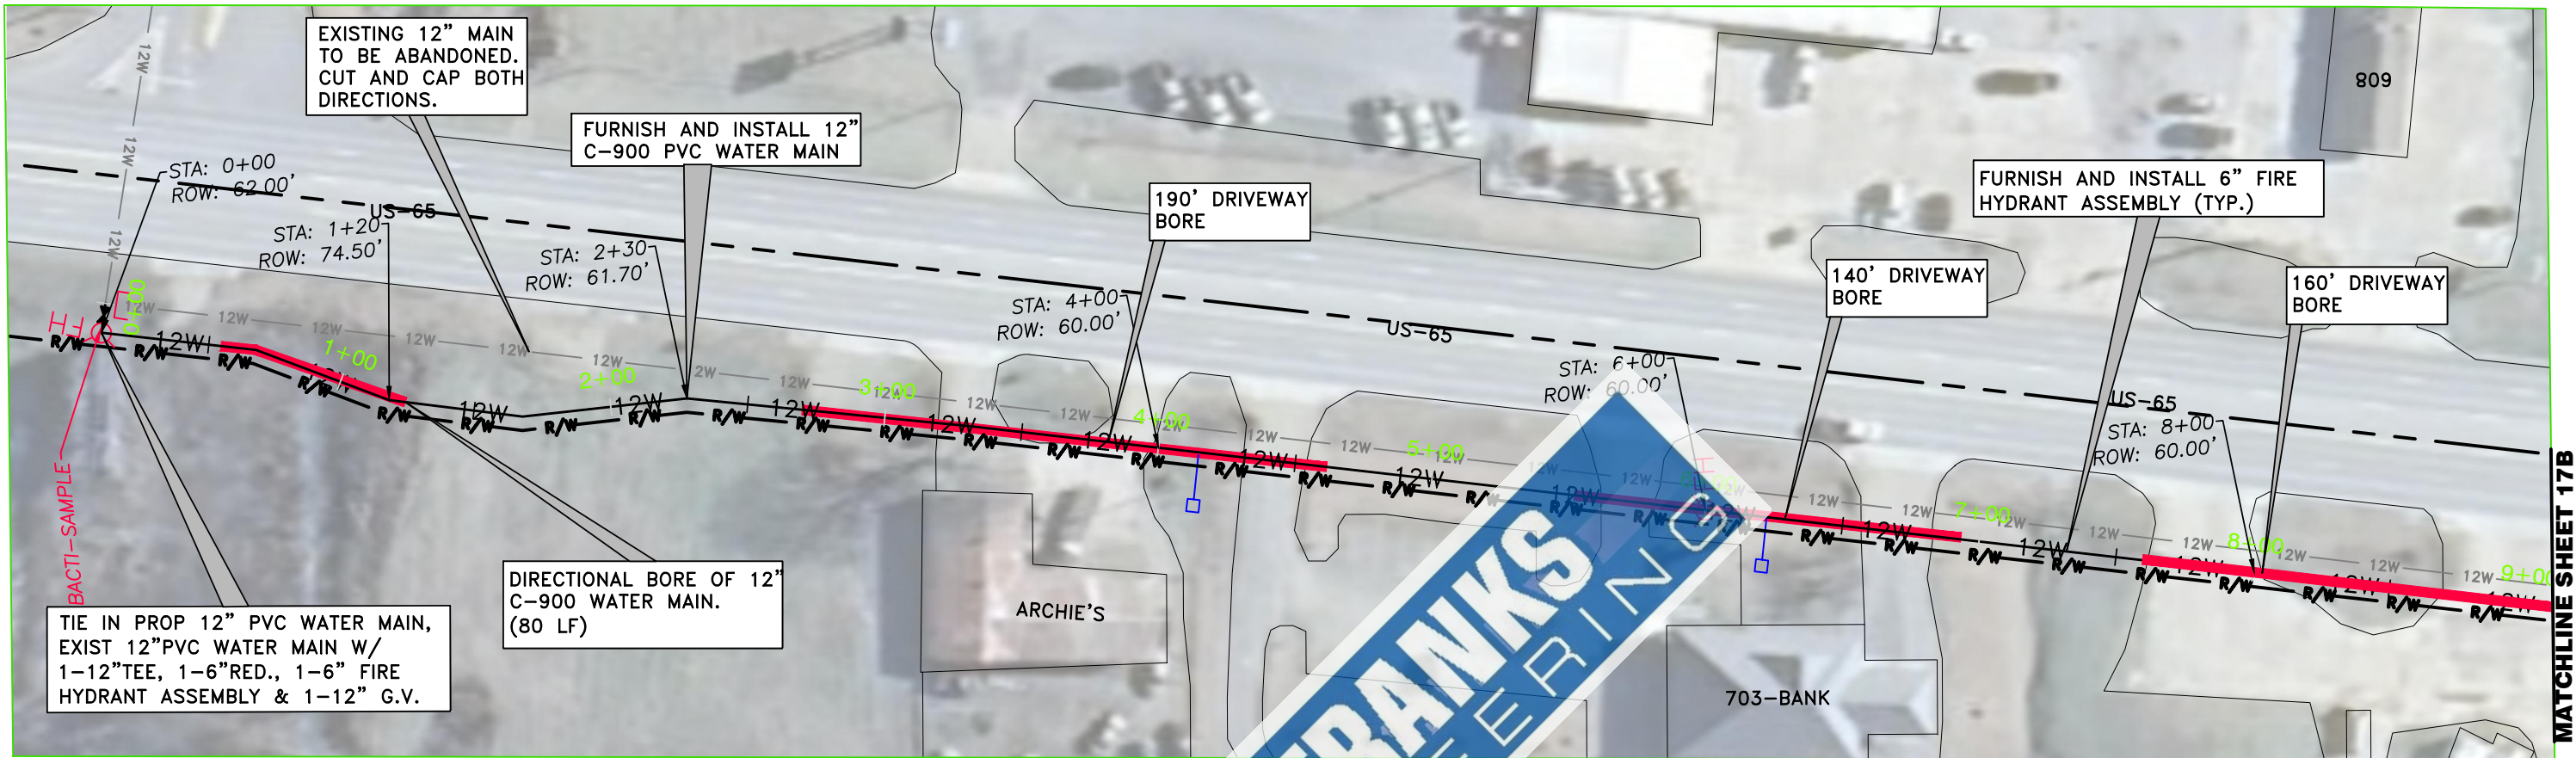 EXISTING 12” MAIN
TO BE ABANDONED.
CUT AND CAP BOTH
DIRECTIONS.
FURNISH AND INSTALL 12”
C-900 PVC WATER MAIN
190’ DRIVEWAY
BORE
FURNISH AND INSTALL 6” FIRE
HYDRANT ASSEMBLY (TYP.)
140’ DRIVEWAY
BORE
160’ DRIVEWAY
BORE
809
STA: 0+00
ROW: 62.00’
US-65
STA: 1+20
ROW: 74.50’
STA: 2+30
ROW: 61.70’
STA: 4+00
ROW: 60.00’
US-65
STA: 6+00
ROW: 60.00’
US-65
STA: 8+00
ROW: 60.00’
0+00
1+00
2+00
3+00
4+00
5+00
7+00
8+00
9+00
12W
R/W
BACTI-SAMPLE
TIE IN PROP 12” PVC WATER MAIN,
EXIST 12”PVC WATER MAIN W/
1-12”TEE, 1-6”RED., 1-6” FIRE
HYDRANT ASSEMBLY & 1-12” G.V.
DIRECTIONAL BORE OF 12”
C-900 WATER MAIN.
(80 LF)
ARCHIE’S
703-BANK
MATCHLINE SHEET 17B